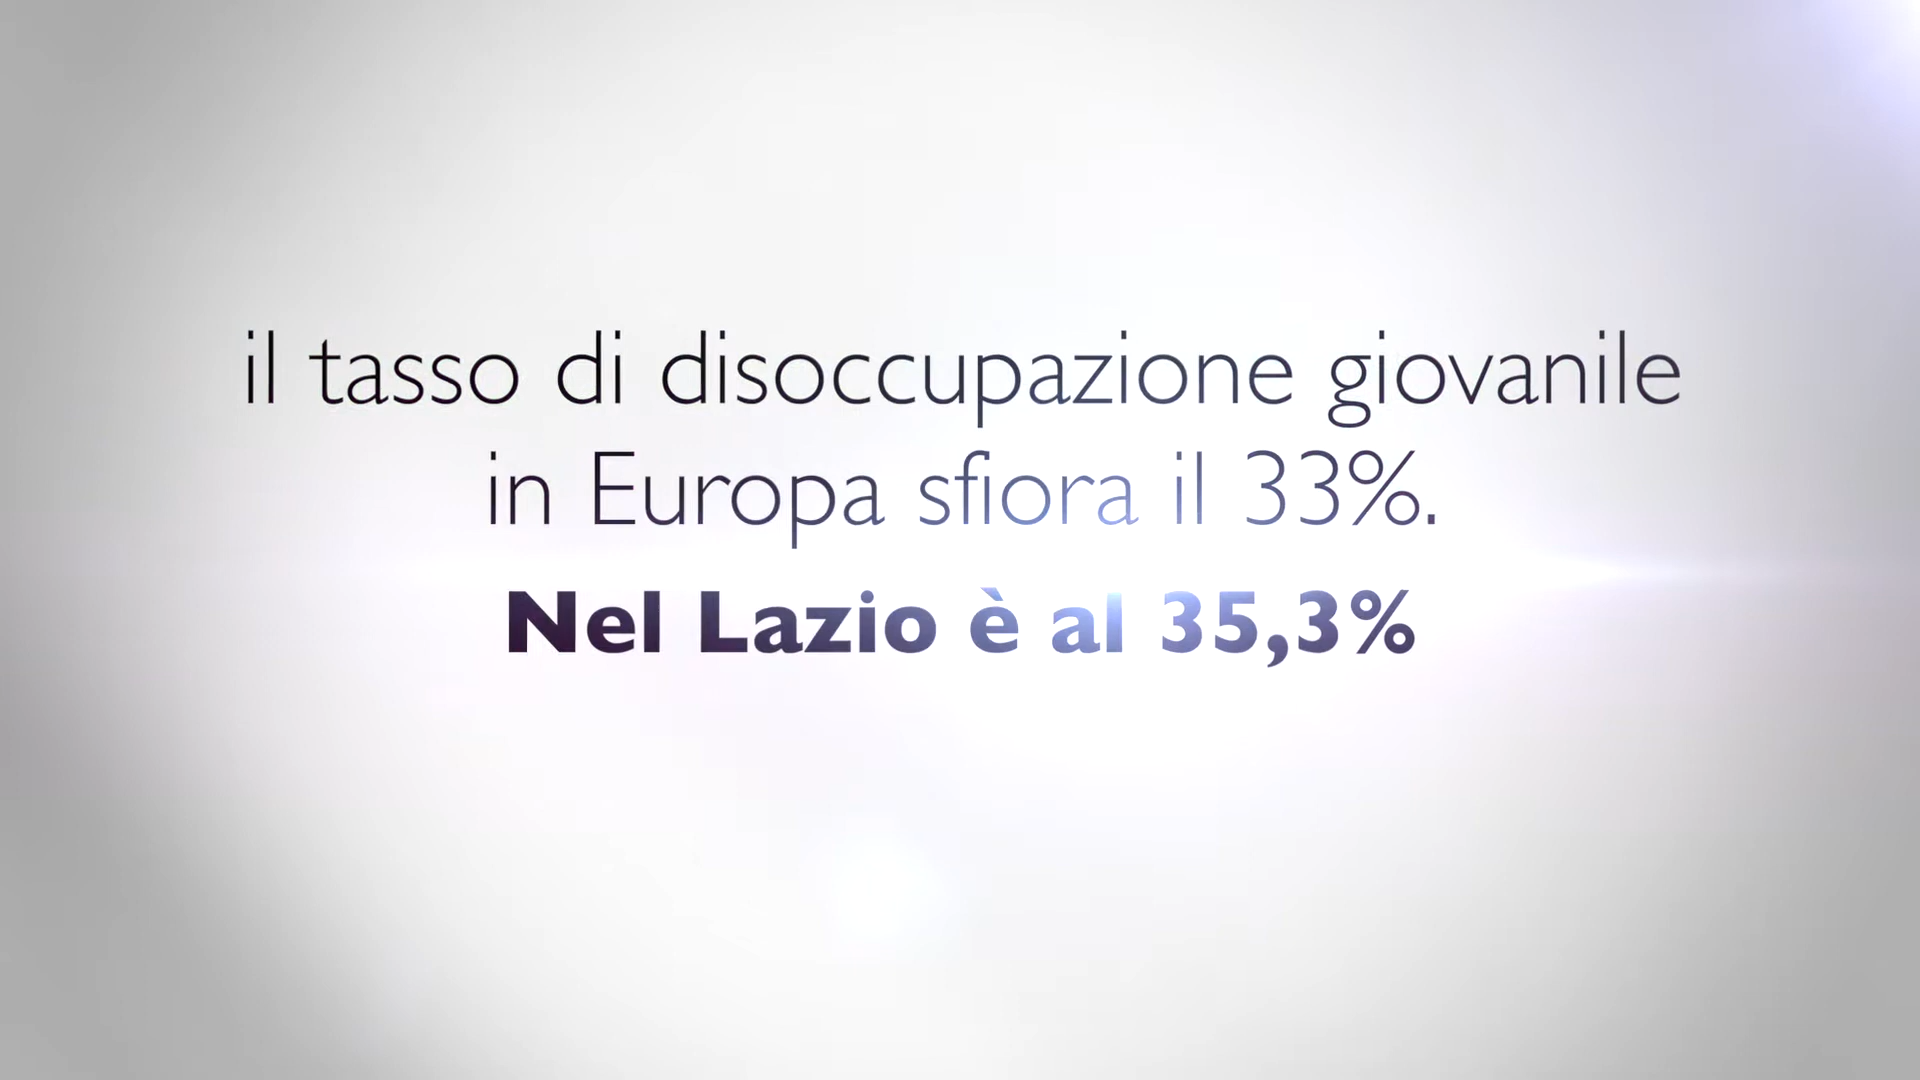 il tasso di disoccupazione giovanile
in Europa sfiora il 33%.
Nel Lazio è al 35,3%